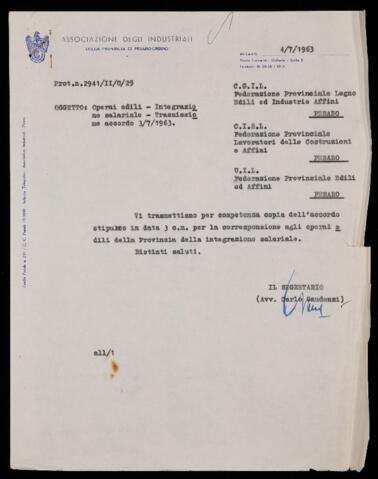 ASSOCIAZIONE DEGLI INDUSTRIALI
DELLA PROVINCIA DI PESARO-URBINO
4/7/1963
Prot.n.2941/II/C/25
OGGETTO: Operai edili - Integrazio
ne salariale - Trasmissio
ne accordo 3/7/1963.
C.G.I.L.
Federazione Provinciale Legno
Edili ed Industrie Affini
PESARO
C.I.S.L.
Federazione Provinciale
Lavoratori delle Costruzioni
e Affini
PESARO
U.I.L.
Federazione Provinciale Edili
ed Affini
PESARO
Vi trasmettiamo per competenza copia dell'accordo
stipulato in data 3 c.m. per la corresponsione agli operai e
dili della Provincia della integrazione salariale.
Distinti saluti.
IL SEGRETARIO
(Avv. Carlo
all/1